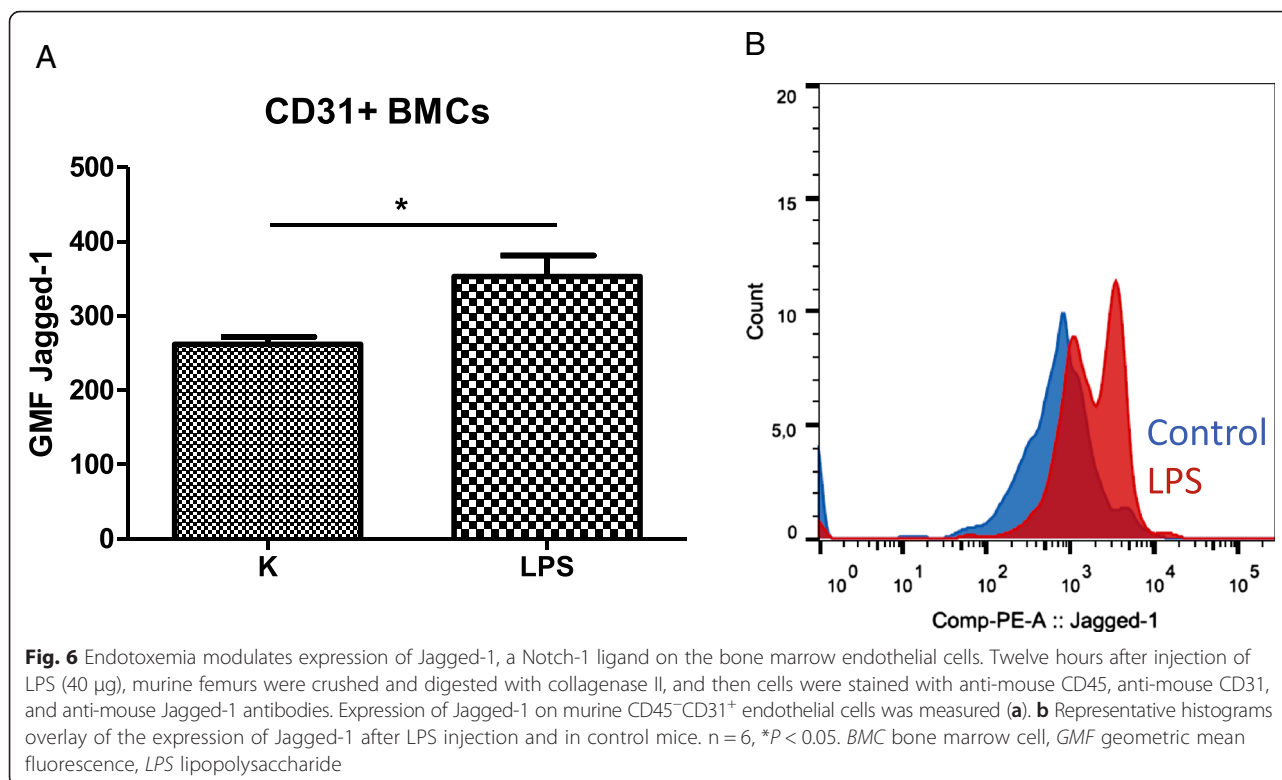 A
CD31+ BMCs
500
400
300
200
100
0
GMF Jagged-1
*
K
LPS
B
20
15
10
5,0
0
Count
Control
LPS
10^0 10^1 10^2 10^3 10^4 10^5
Comp-PE-A :: Jagged-1
Fig. 6 Endotoxemia modulates expression of Jagged-1, a Notch-1 ligand on the bone marrow endothelial cells. Twelve hours after injection of
LPS (40 μg), murine femurs were crushed and digested with collagenase II, and then cells were stained with anti-mouse CD45, anti-mouse CD31,
and anti-mouse Jagged-1 antibodies. Expression of Jagged-1 on murine CD45⁻CD31⁺ endothelial cells was measured (a). b Representative histograms
overlay of the expression of Jagged-1 after LPS injection and in control mice. n = 6, *P < 0.05. BMC bone marrow cell, GMF geometric mean
fluorescence, LPS lipopolysaccharide